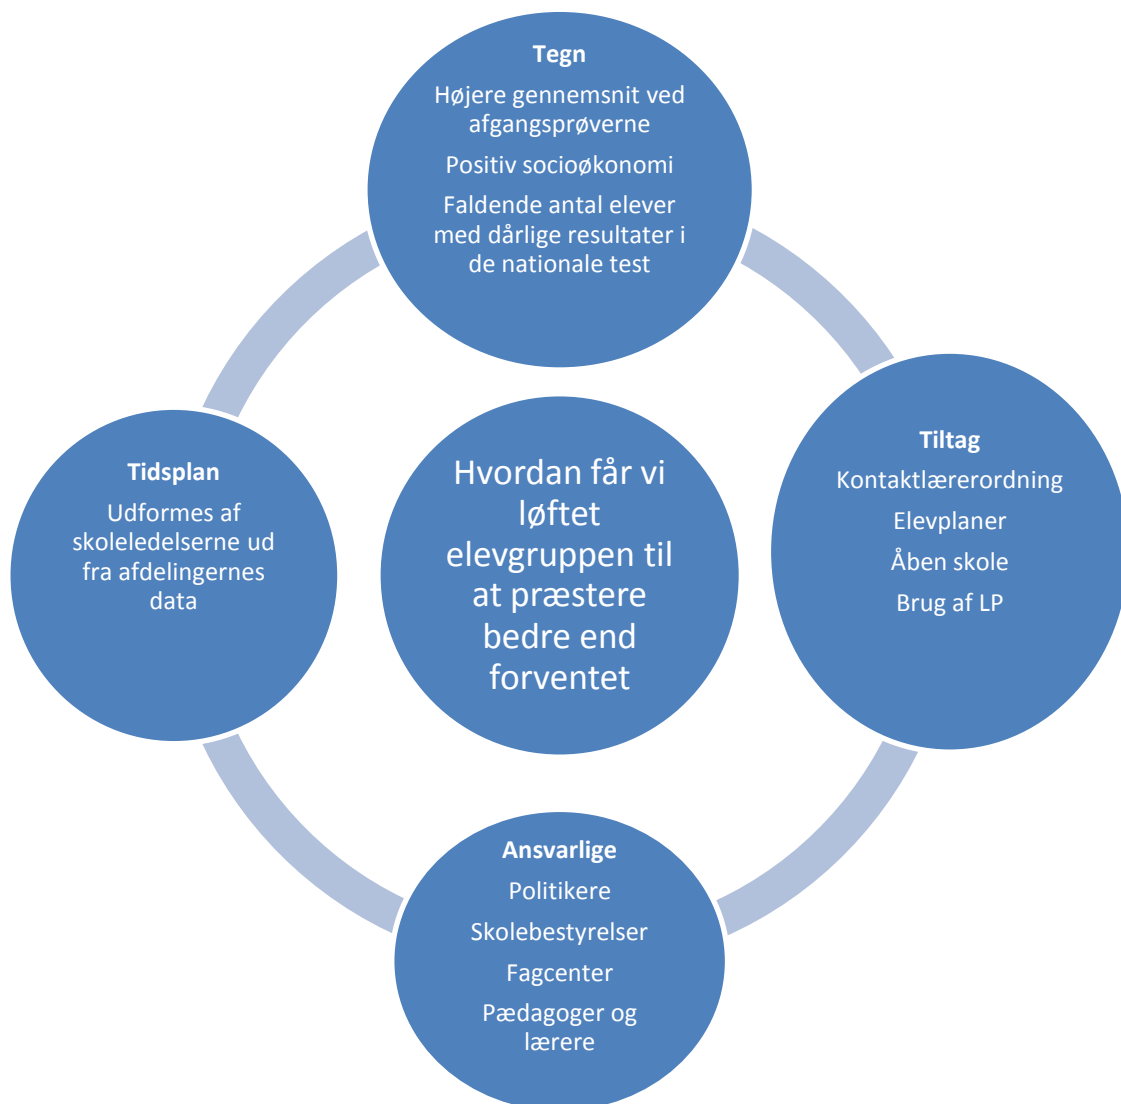 Tegn
Højere gennemsnit ved
afgangsprøverne
Positiv socioøkonomi
Faldende antal elever
med dårlige resultater i
de nationale test
Tiltag
Kontaktlærerordning
Elevplaner
Åben skole
Brug af LP
Hvordan får vi
løftet
elevgruppen til
at præstere
bedre end
forventet
Tidsplan
Udformes af
skoleledelserne ud
fra afdelingernes
data
Ansvarlige
Politikere
Skolebestyrelser
Fagcenter
Pædagoger og
lærere